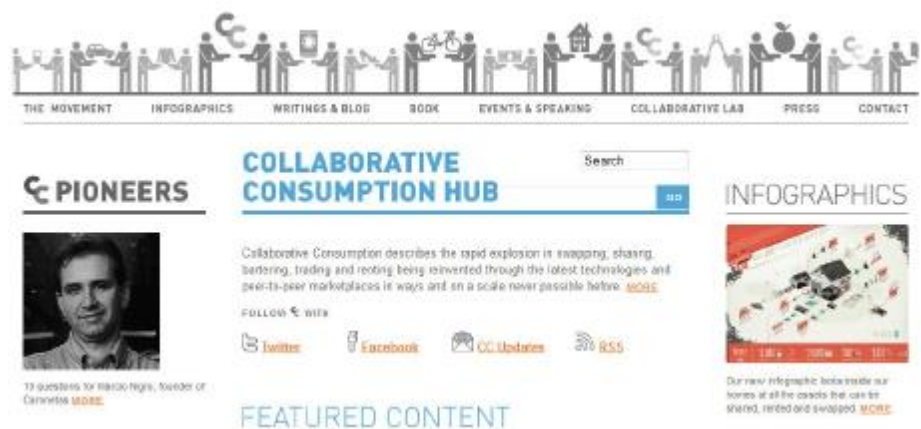 THE MOVEMENT INFOGRAPHICS WRITINGS & BLOG BOOK EVENTS & SPEAKING COLLABORATIVE LAB PRESS CONTACT
CC PIONEERS
10 questions for Marcio Nigro, founder of
Caronetas MORE
COLLABORATIVE
CONSUMPTION HUB
Search
GO
Collaborative Consumption describes the rapid explosion in swapping, sharing,
bartering, trading and renting being reinvented through the latest technologies and
peer-to-peer marketplaces in ways and on a scale never possible before. MORE
FOLLOW CC WITH
Twitter Facebook CC Updates RSS
FEATURED CONTENT
INFOGRAPHICS
Our new infographic looks inside our
homes at all the assets that can be
shared, rented and swapped. MORE